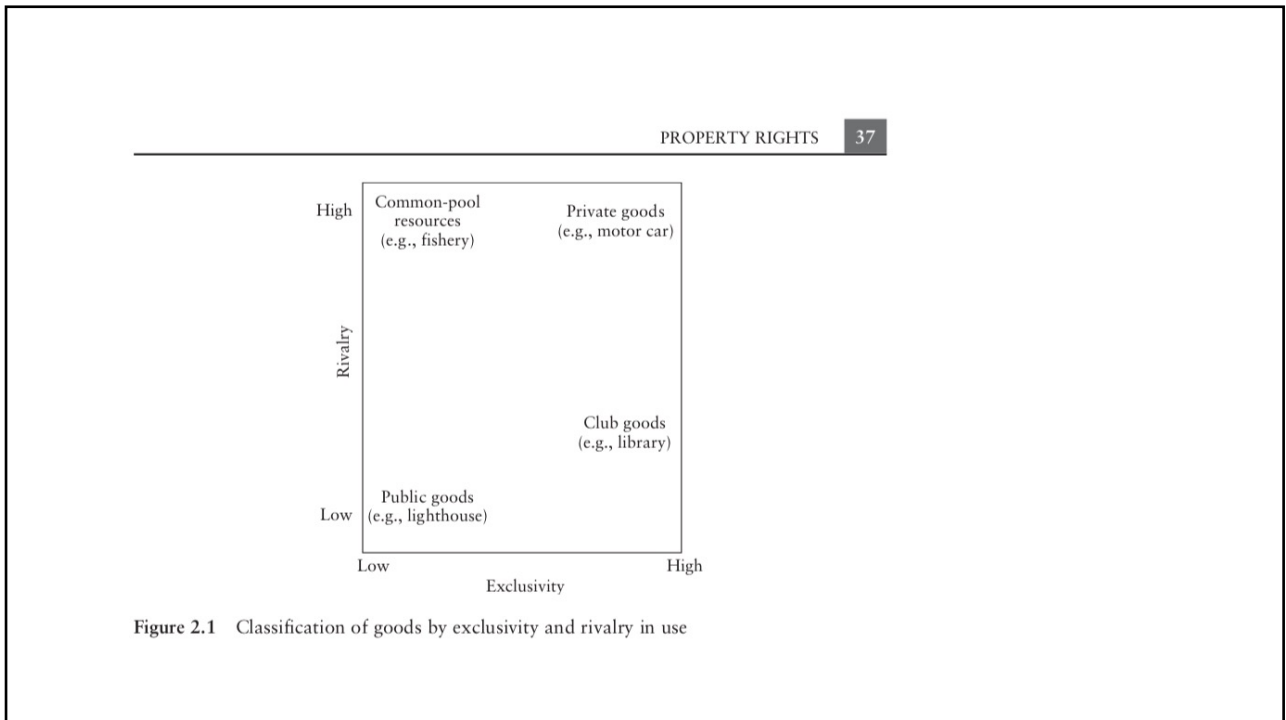 PROPERTY RIGHTS 37
High
Common-pool
resources
(e.g., fishery)
Private goods
(e.g., motor car)
Rivalry
Club goods
(e.g., library)
Public goods
(e.g., lighthouse)
Low
Low
High
Exclusivity
Figure 2.1 Classification of goods by exclusivity and rivalry in use